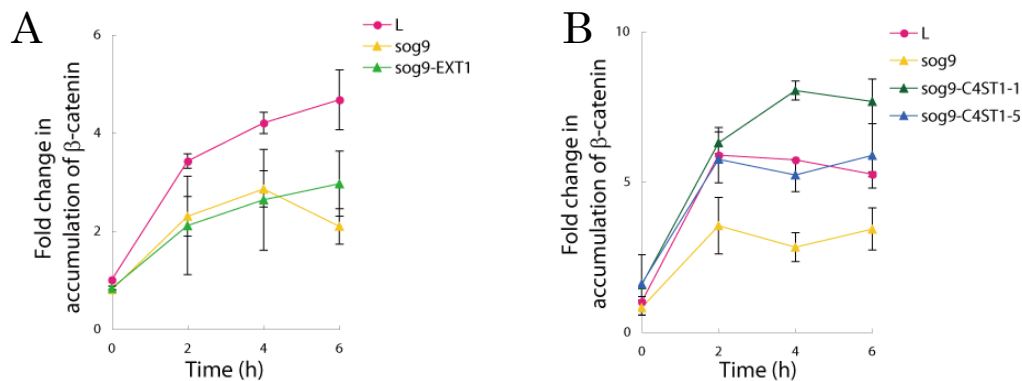 A
L
sog9
sog9-EXT1
Fold change in
accumulation of β-catenin
6
4
2
0
0 2 4 6
Time (h)
B
L
sog9
sog9-C4ST1-1
sog9-C4ST1-5
Fold change in
accumulation of β-catenin
10
5
0
0 2 4 6
Time (h)